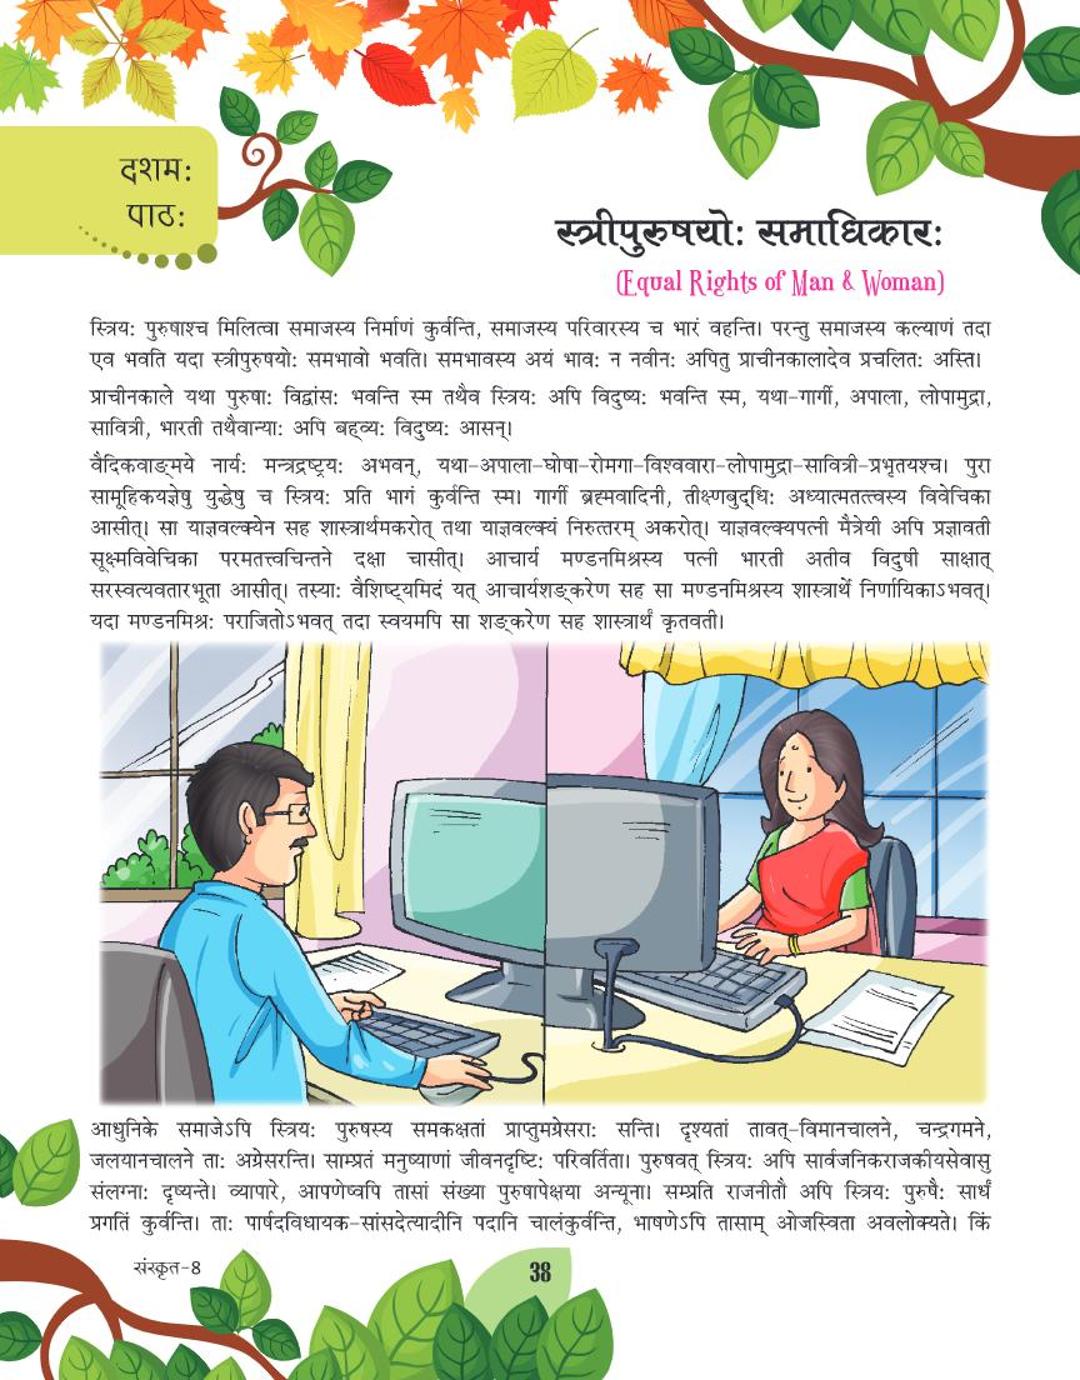 दशमः
पाठः
स्त्रीपुरुषयोः समाधिकारः
(Equal Rights of Man & Woman)
स्त्रियः पुरुषाश्च मिलित्वा समाजस्य निर्माणं कुर्वन्ति, समाजस्य परिवारस्य च भारं वहन्ति। परन्तु समाजस्य कल्याणं तदा
एव भवति यदा स्त्रीपुरुषयोः समभावो भवति। समभावस्य अयं भावः न नवीनः अपितु प्राचीनकालादेव प्रचलितः अस्ति।
प्राचीनकाले यथा पुरुषाः विद्वांसः भवन्ति स्म तथैव स्त्रियः अपि विदुष्यः भवन्ति स्म, यथा-गार्गी, अपाला, लोपामुद्रा,
सावित्री, भारती तथैवान्याः अपि बह्व्यः विदुष्यः आसन्।
वैदिकवाङ्मये नार्यः मन्त्रद्रष्ट्र्यः अभवन्, यथा-अपाला-घोषा-रोमगा-विश्ववारा-लोपामुद्रा-सावित्री-प्रभृतयश्च। पुरा
सामूहिकयज्ञेषु युद्धेषु च स्त्रियः प्रति भागं कुर्वन्ति स्म। गार्गी ब्रह्मवादिनी, तीक्ष्णबुद्धिः अध्यात्मतत्त्वस्य विवेचिका
आसीत्। सा याज्ञवल्क्येन सह शास्त्रार्थमकरोत् तथा याज्ञवल्क्यं निरुत्तरम् अकरोत्। याज्ञवल्क्यपत्नी मैत्रेयी अपि प्रज्ञावती
सूक्ष्मविवेचिका परमतत्त्वचिन्तने दक्षा चासीत्। आचार्य मण्डनमिश्रस्य पत्नी भारती अतीव विदुषी साक्षात्
सरस्वत्यवतारभूता आसीत्। तस्याः वैशिष्ट्यमिदं यत् आचार्यशङ्करेण सह सा मण्डनमिश्रस्य शास्त्रार्थे निर्णायिकाऽभवत्।
यदा मण्डनमिश्रः पराजितोऽभवत् तदा स्वयमपि सा शङ्करेण सह शास्त्रार्थं कृतवती।
आधुनिके समाजेऽपि स्त्रियः पुरुषस्य समकक्षतां प्राप्तुमग्रेसराः सन्ति। दृश्यतां तावत्-विमानचालने, चन्द्रगमने,
जलयानचालने ताः अग्रेसरन्ति। साम्प्रतं मनुष्याणां जीवनदृष्टिः परिवर्तिता। पुरुषवत् स्त्रियः अपि सार्वजनिकराजकीयसेवासु
संलग्नाः दृष्यन्ते। व्यापारे, आपणेष्वपि तासां संख्या पुरुषापेक्षया अन्यूना। सम्प्रति राजनीतौ अपि स्त्रियः पुरुषैः सार्धं
प्रगतिं कुर्वन्ति। ताः पार्षदविधायक-सांसदेत्यादीनि पदानि चालंकुर्वन्ति, भाषणेऽपि तासाम् ओजस्विता अवलोक्यते। किं
संस्कृत-8
38